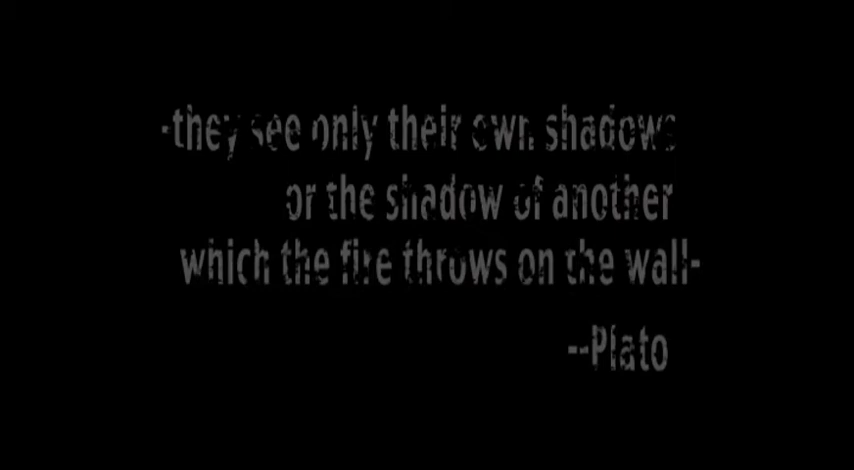 -they see only their own shadows
or the shadow of another
which the fire throws on the wall-
--Plato